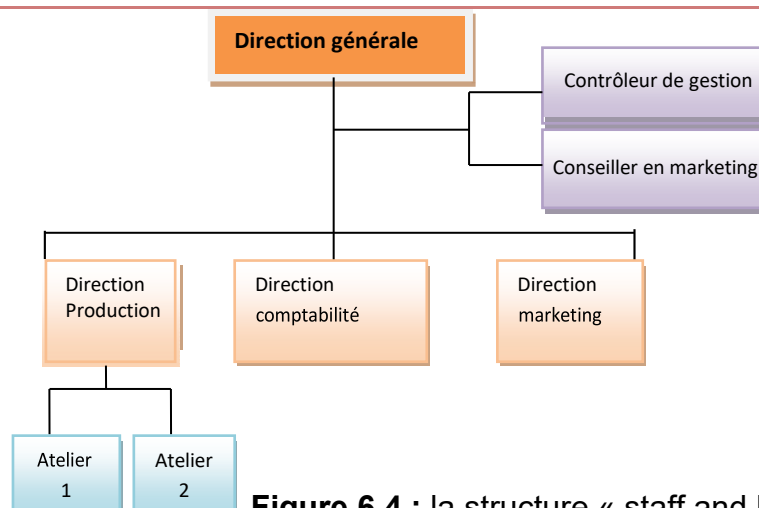 Direction générale
Contrôleur de gestion
Conseiller en marketing
Direction
Production
Direction
comptabilité
Direction
marketing
Atelier
1
Atelier
2
Figure 6.4 : la structure « staff and